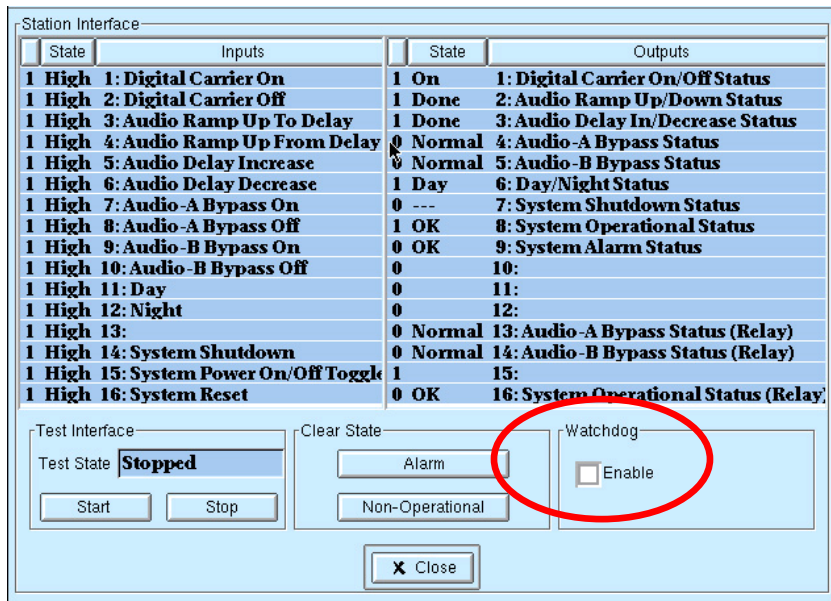 Station Interface
State Inputs State Outputs
1 High 1: Digital Carrier On 1 On 1: Digital Carrier On/Off Status
1 High 2: Digital Carrier Off 1 Done 2: Audio Ramp Up/Down Status
1 High 3: Audio Ramp Up To Delay 1 Done 3: Audio Delay In/Decrease Status
1 High 4: Audio Ramp Up From Delay 0 Normal 4: Audio-A Bypass Status
1 High 5: Audio Delay Increase 0 Normal 5: Audio-B Bypass Status
1 High 6: Audio Delay Decrease 1 Day 6: Day/Night Status
1 High 7: Audio-A Bypass On 0 --- 7: System Shutdown Status
1 High 8: Audio-A Bypass Off 1 OK 8: System Operational Status
1 High 9: Audio-B Bypass On 0 OK 9: System Alarm Status
1 High 10: Audio-B Bypass Off 0 10:
1 High 11: Day 0 11:
1 High 12: Night 0 12:
1 High 13: 0 Normal 13: Audio-A Bypass Status (Relay)
1 High 14: System Shutdown 0 Normal 14: Audio-B Bypass Status (Relay)
1 High 15: System Power On/Off Toggle 1 15:
1 High 16: System Reset 0 OK 16: System Operational Status (Relay)
Test Interface Clear State Watchdog
Test State Stopped Alarm Enable
Start Stop Non-Operational
X Close